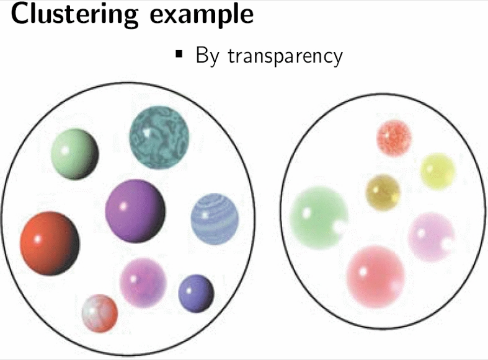 Clustering example
▪ By transparency